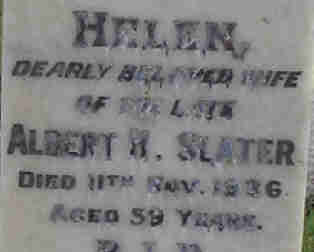 HELEN,
DEARLY BELOVED WIFE
OF THE LATE
ALBERT H. SLATER
DIED 11TH NOV. 1936
AGED 59 YEARS.
R.I.P.